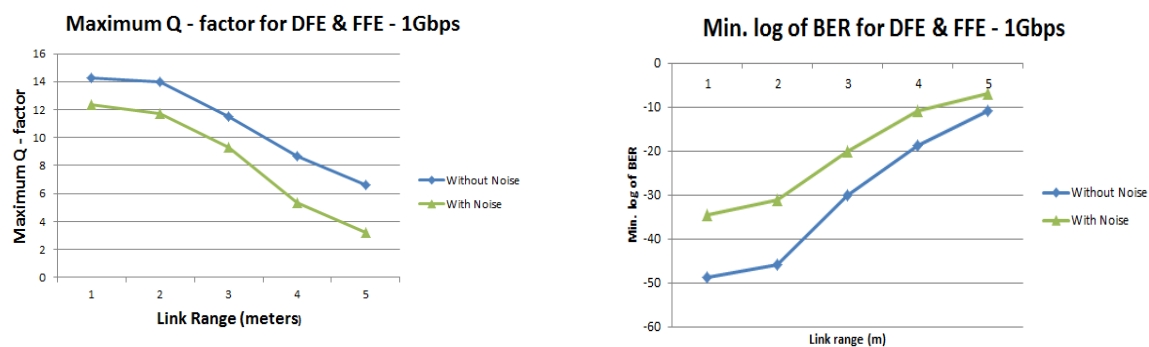 Maximum Q - factor for DFE & FFE - 1Gbps
16
14
12
10
8
6
4
2
0
Maximum Q - factor
1 2 3 4 5
Link Range (meters)
Without Noise
With Noise
Min. log of BER for DFE & FFE - 1Gbps
0
-10
-20
-30
-40
-50
-60
Min. log of BER
1 2 3 4 5
Link range (m)
Without Noise
With Noise